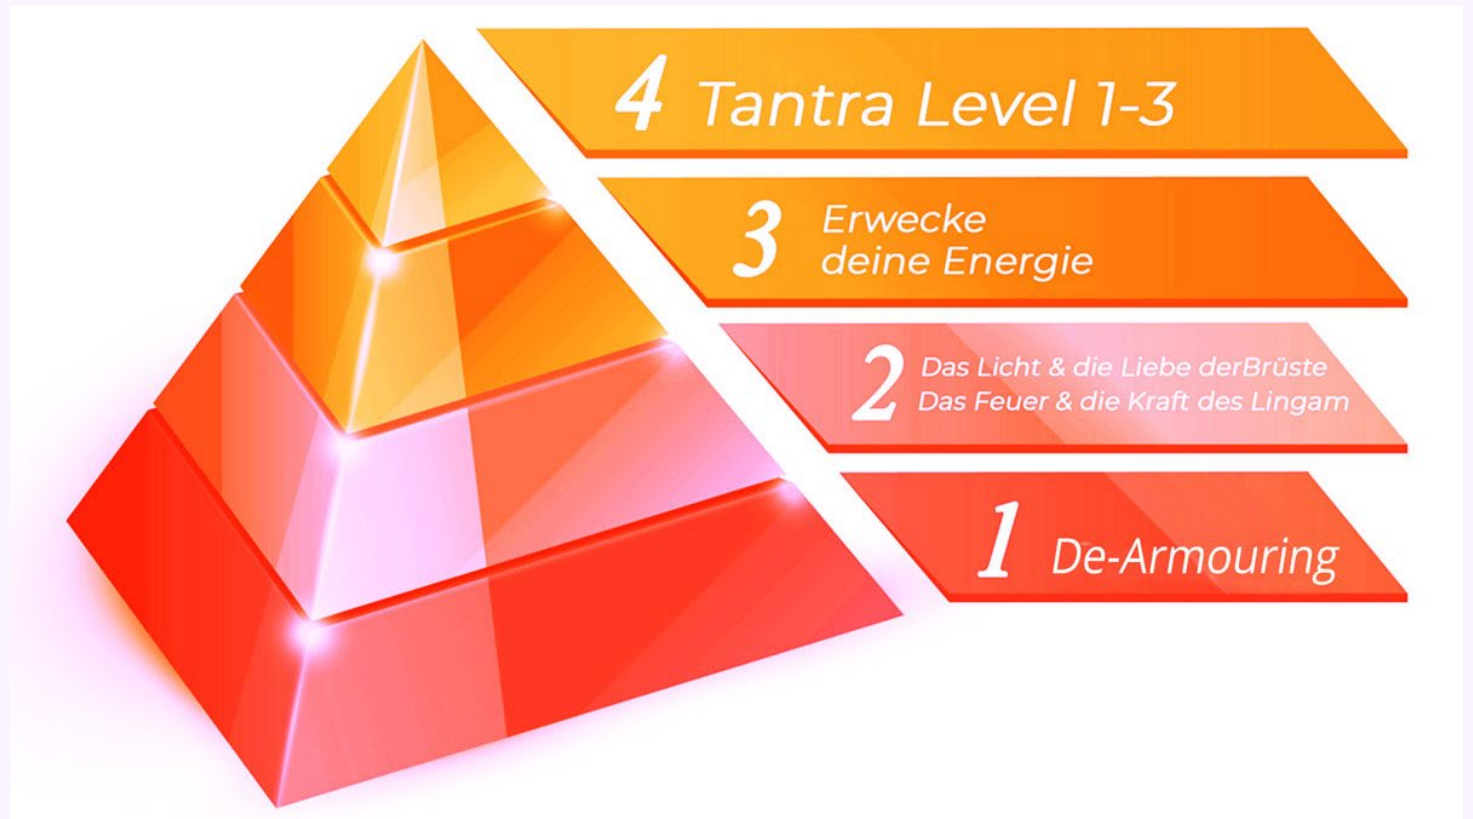 4 Tantra Level 1-3
3 Erwecke
deine Energie
2 Das Licht & die Liebe derBrüste
Das Feuer & die Kraft des Lingam
1 De-Armouring